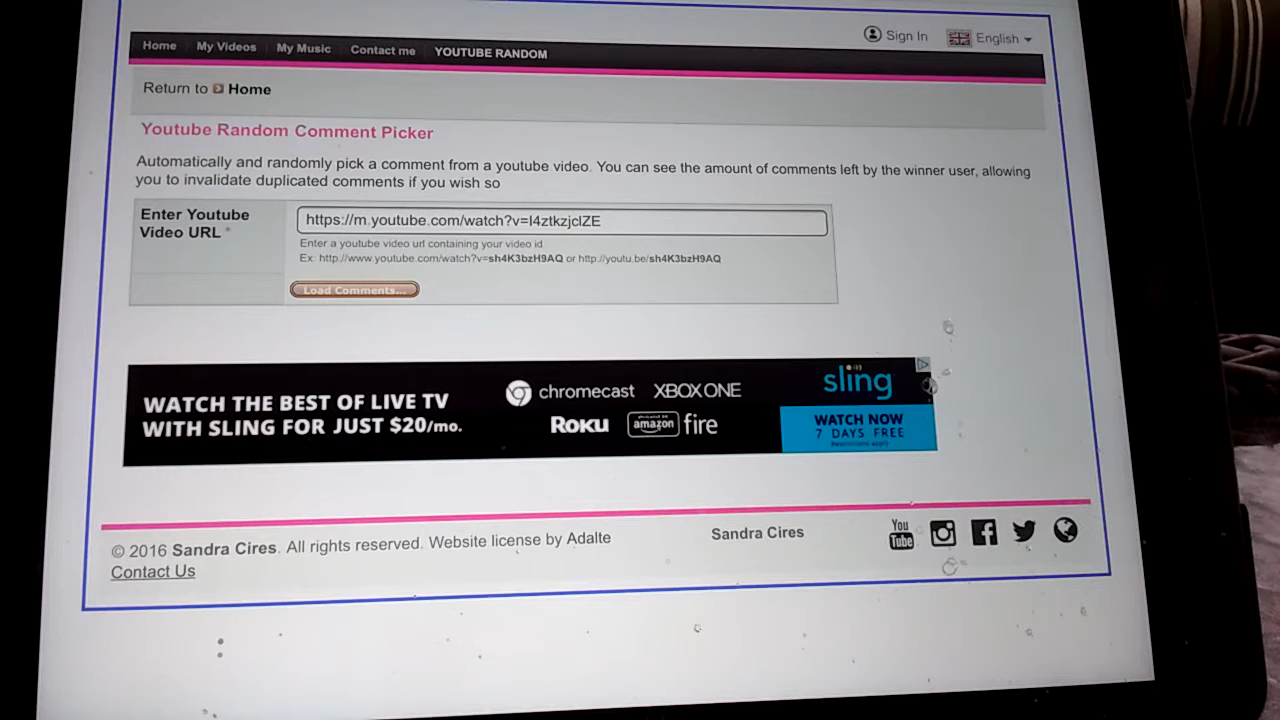 Sign In English
Home My Videos My Music Contact me YOUTUBE RANDOM
Return to Home
Youtube Random Comment Picker
Automatically and randomly pick a comment from a youtube video. You can see the amount of comments left by the winner user, allowing
you to invalidate duplicated comments if you wish so
Enter Youtube
Video URL *
https://m.youtube.com/watch?v=I4ztkzjclZE
Enter a youtube video url containing your video id
Ex: http://www.youtube.com/watch?v=sh4K3bzH9AQ or http://youtu.be/sh4K3bzH9AQ
Load Comments...
WATCH THE BEST OF LIVE TV
WITH SLING FOR JUST $20/mo.
chromecast XBOX ONE
ROKU amazon fire
sling
WATCH NOW
7 DAYS FREE
Restrictions apply
© 2016 Sandra Cires. All rights reserved. Website license by Adalte
Contact Us
Sandra Cires
You
Tube